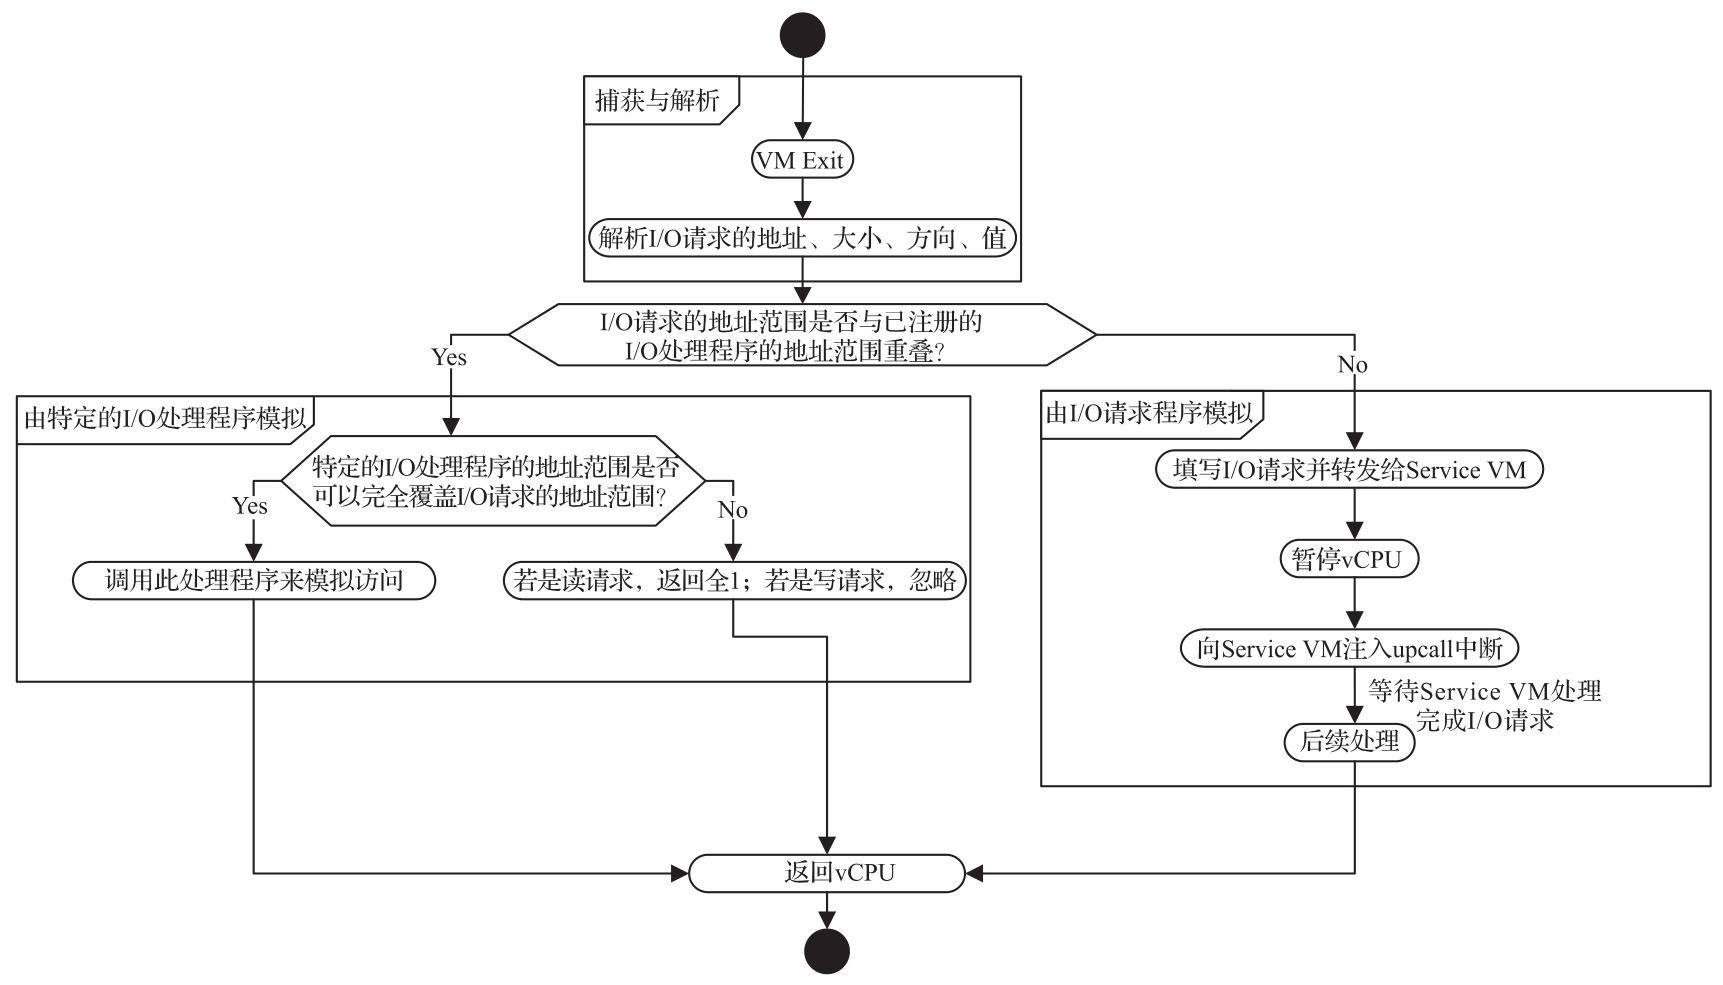 捕获与解析
VM Exit
解析I/O请求的地址、大小、方向、值
I/O请求的地址范围是否与已注册的
I/O处理程序的地址范围重叠?
Yes
No
由特定的I/O处理程序模拟
特定的I/O处理程序的地址范围是否
可以完全覆盖I/O请求的地址范围?
Yes
No
调用此处理程序来模拟访问
若是读请求，返回全1；若是写请求，忽略
由I/O请求程序模拟
填写I/O请求并转发给Service VM
暂停vCPU
向Service VM注入upcall中断
等待Service VM处理
完成I/O请求
后续处理
返回vCPU